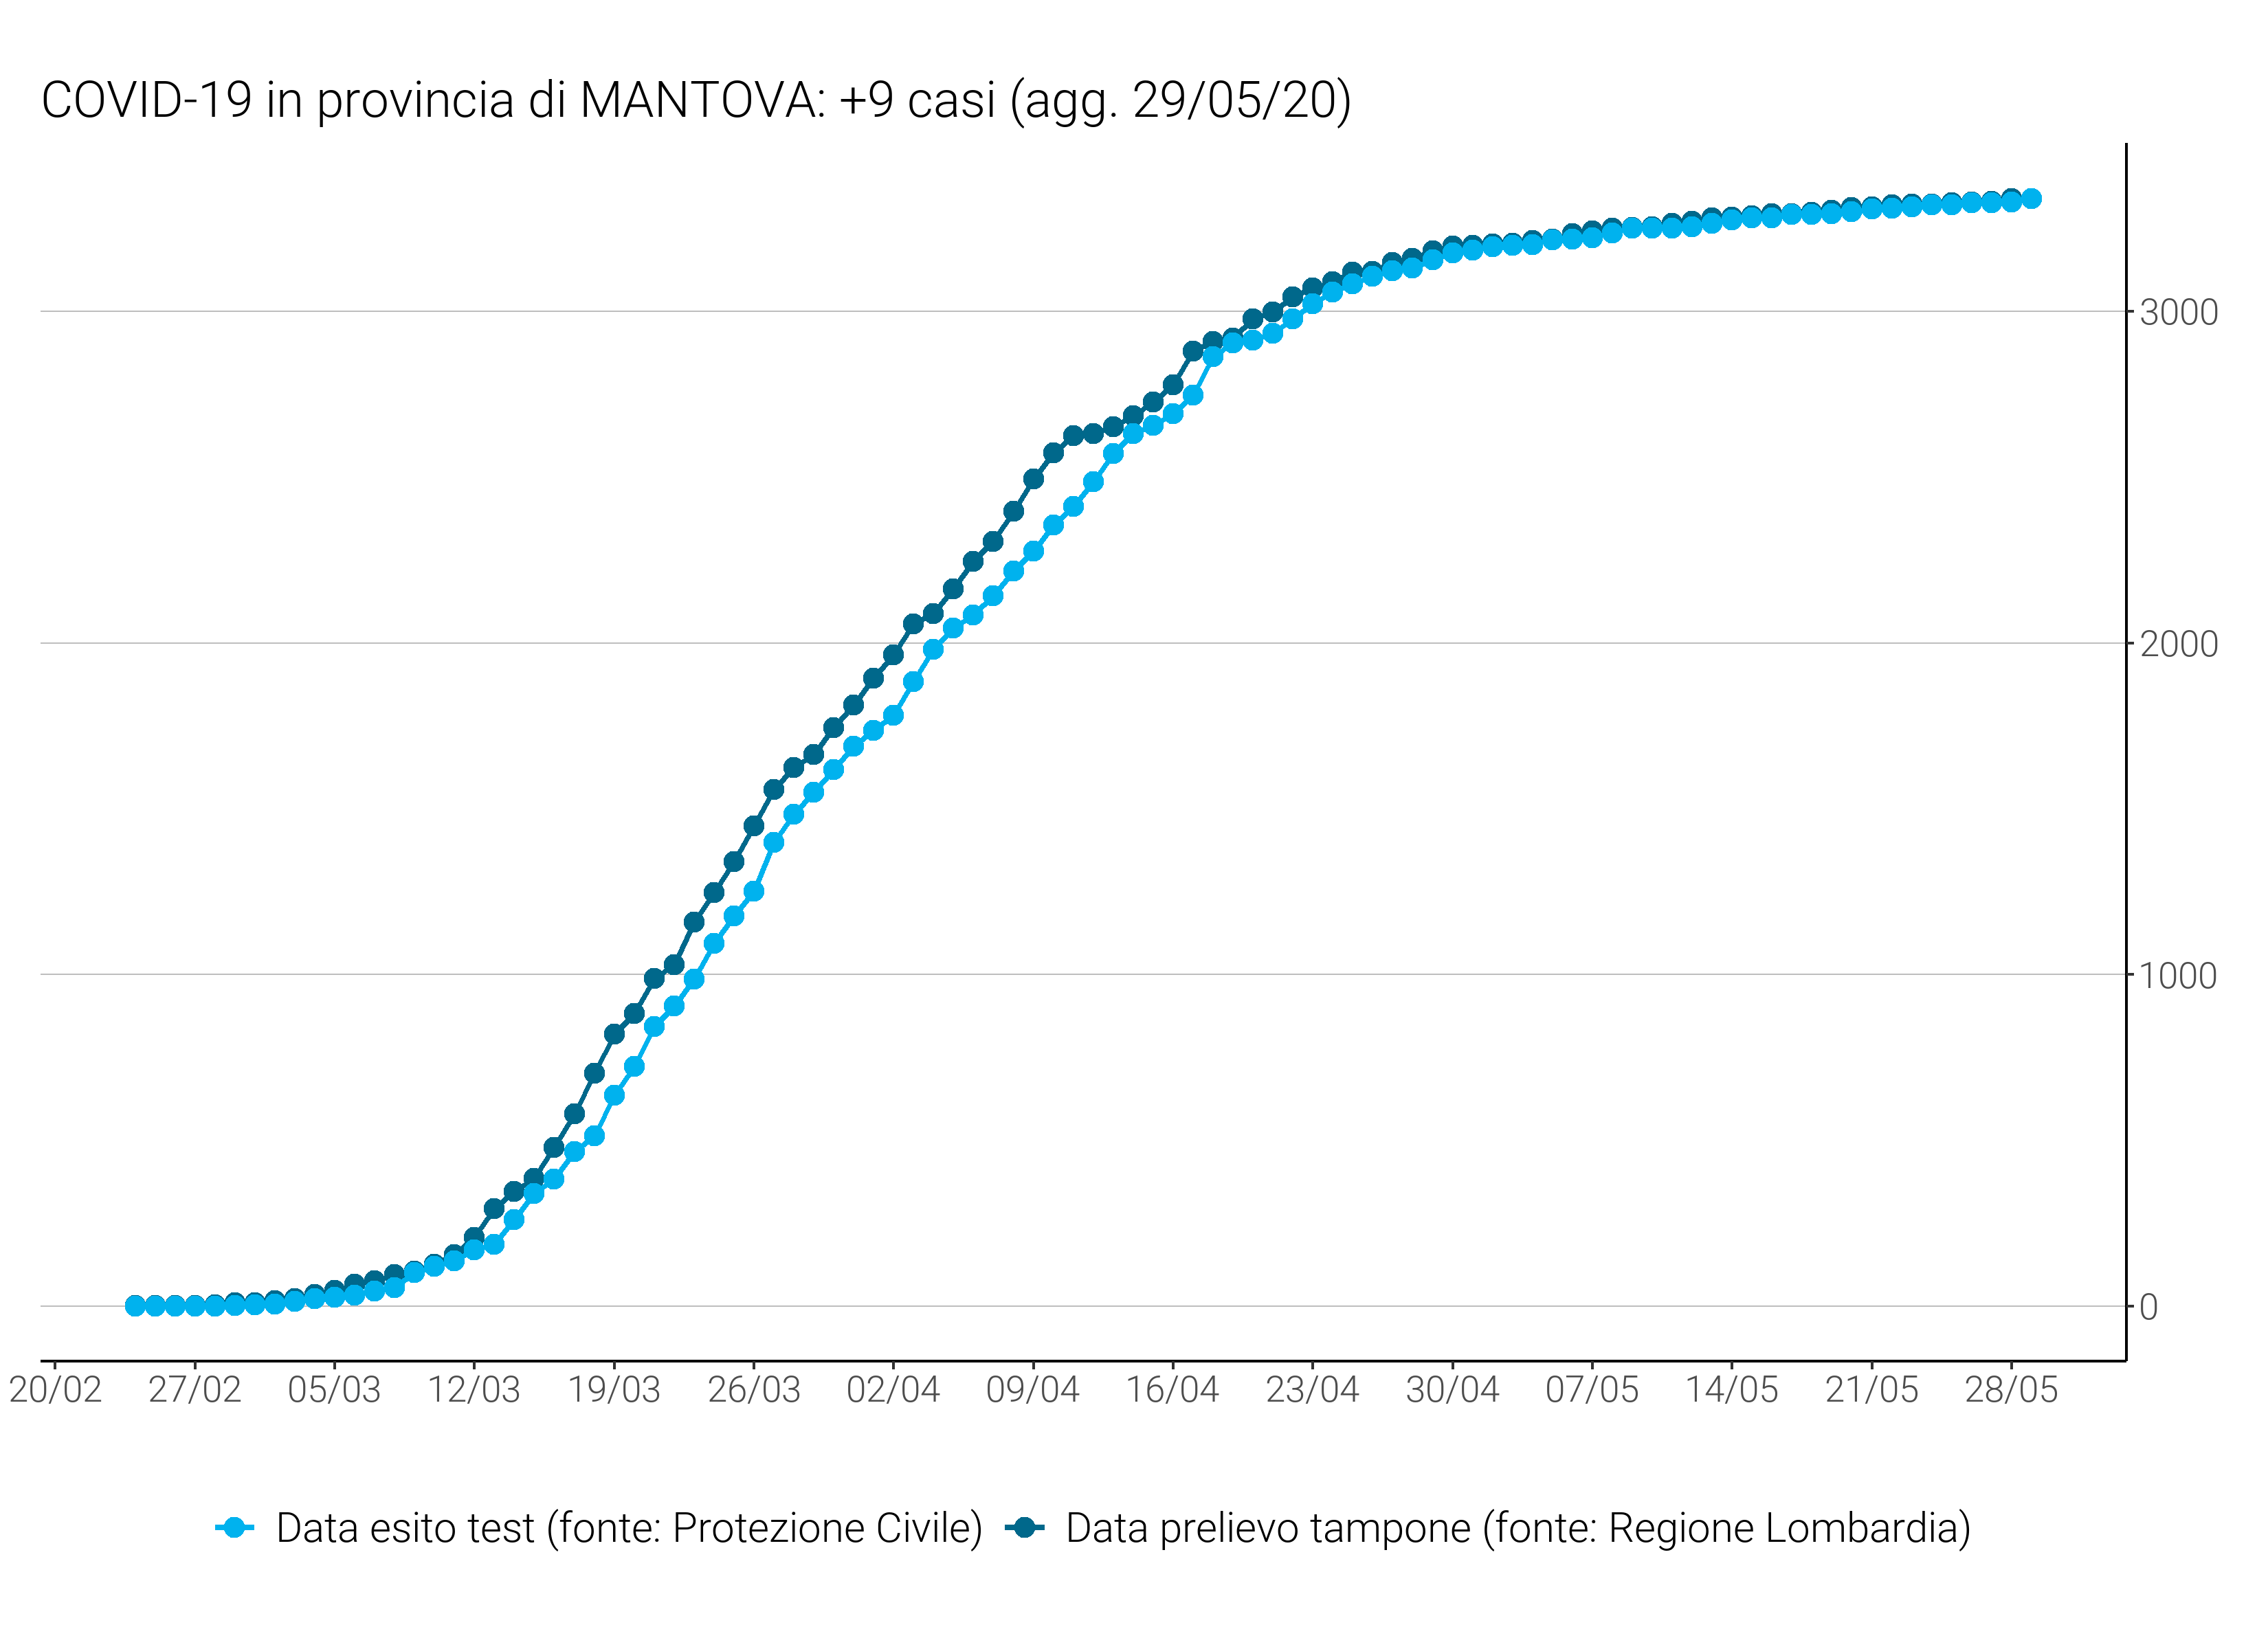 COVID-19 in provincia di MANTOVA: +9 casi (agg. 29/05/20)
3000
2000
1000
0
20/02 27/02 05/03 12/03 19/03 26/03 02/04 09/04 16/04 23/04 30/04 07/05 14/05 21/05 28/05
Data esito test (fonte: Protezione Civile) Data prelievo tampone (fonte: Regione Lombardia)